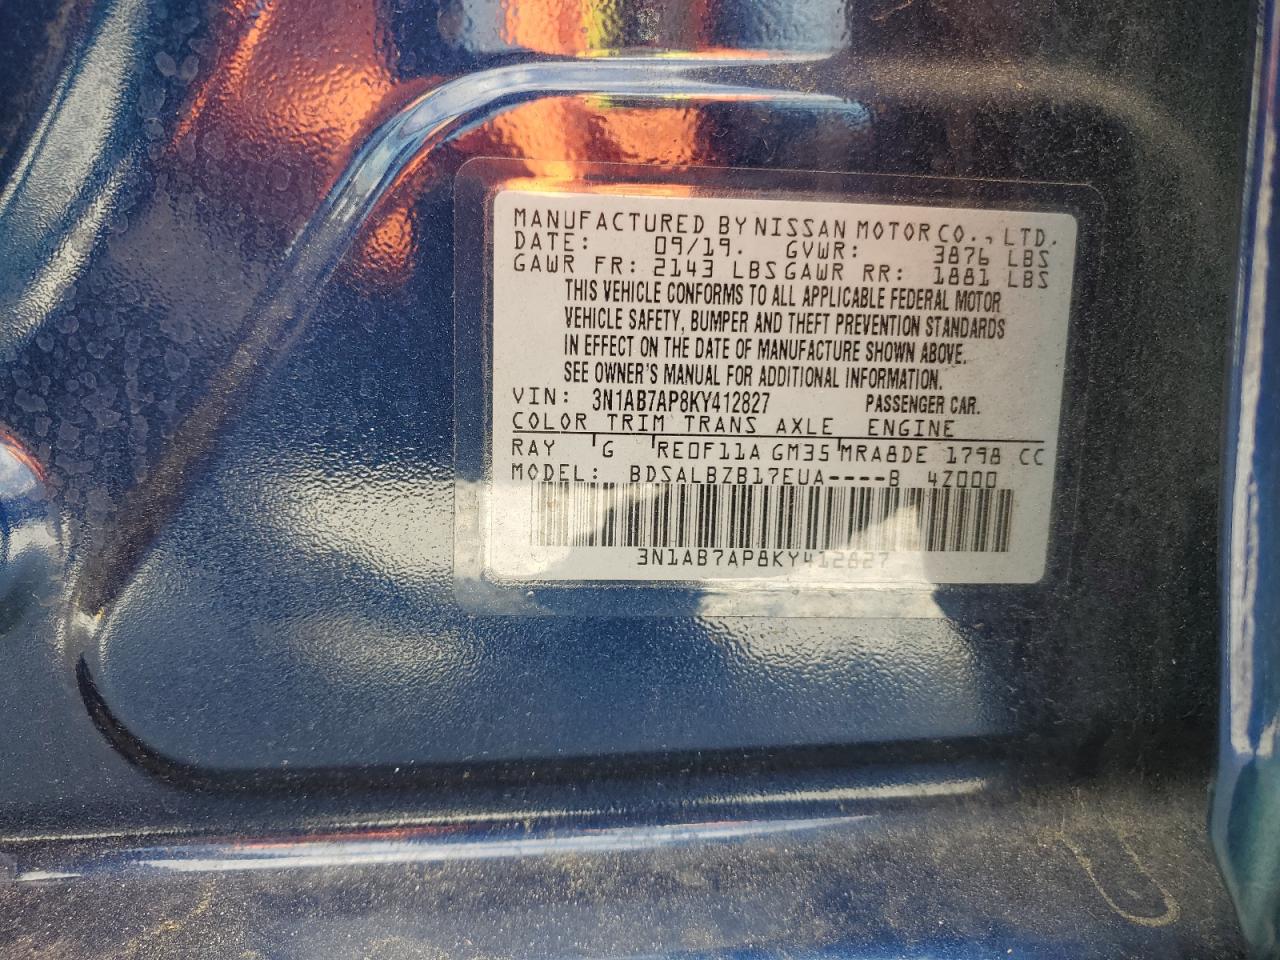 MANUFACTURED BY NISSAN MOTOR CO., LTD.
DATE: 09/19. GVWR: 3876 LBS
GAWR FR: 2143 LBS GAWR RR: 1881 LBS
THIS VEHICLE CONFORMS TO ALL APPLICABLE FEDERAL MOTOR
VEHICLE SAFETY, BUMPER AND THEFT PREVENTION STANDARDS
IN EFFECT ON THE DATE OF MANUFACTURE SHOWN ABOVE.
SEE OWNER'S MANUAL FOR ADDITIONAL INFORMATION.
VIN: 3N1AB7AP8KY412827 PASSENGER CAR.
COLOR TRIM TRANS AXLE ENGINE
RAY G RE0F11A GM35 MRA8DE 1798 CC
MODEL: BDSALBZB17EUA----B 4Z000
3N1AB7AP8KY412827